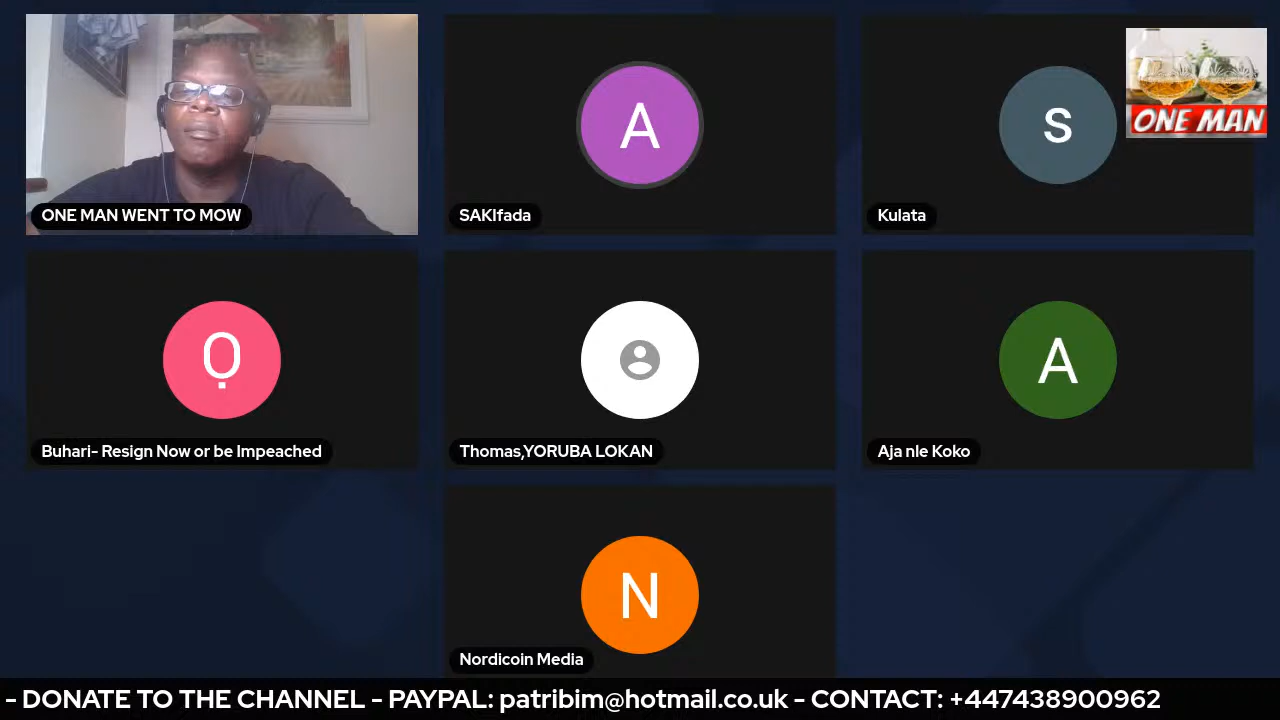 ONE MAN WENT TO MOW
A
SAKIfada
s
Kulata
ONE MAN
Ọ
Buhari- Resign Now or be Impeached
Thomas,YORUBA LOKAN
A
Aja nle Koko
N
Nordicoin Media
- DONATE TO THE CHANNEL - PAYPAL: patribim@hotmail.co.uk - CONTACT: +447438900962